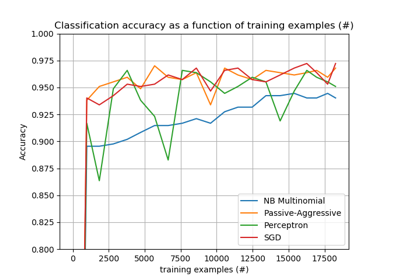 Classification accuracy as a function of training examples (#)
1.000
0.975
0.950
0.925
0.900
0.875
0.850
0.825
0.800
Accuracy
NB Multinomial
Passive-Aggressive
Perceptron
SGD
0 2500 5000 7500 10000 12500 15000 17500
training examples (#)